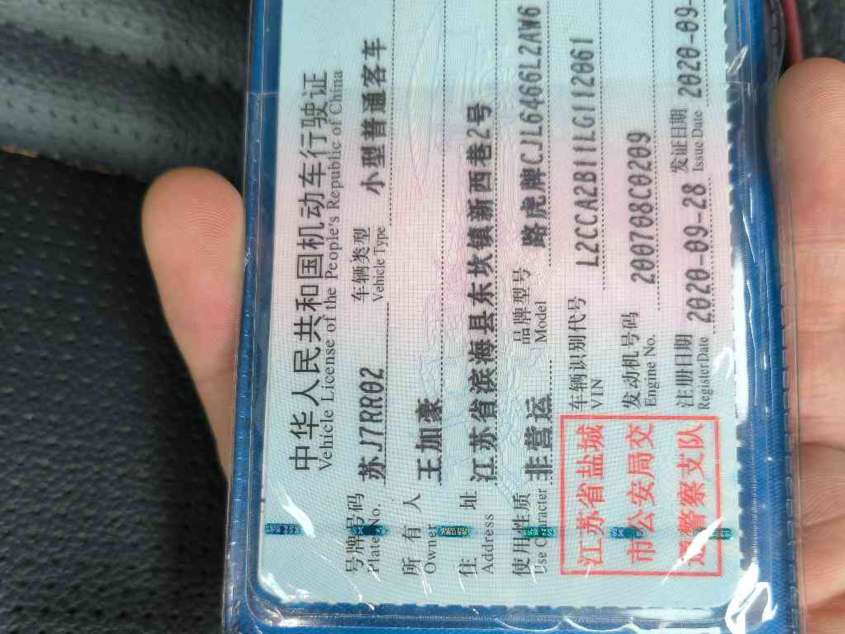 中华人民共和国机动车行驶证
Vehicle License of the People's Republic of China
号牌号码 苏J7RR02 车辆类型 小型普通客车
Plate No. Vehicle Type
所有人 王加豪
Owner
住址 江苏省滨海县东坎镇新西巷2号
Address
使用性质 非营运 品牌型号 路虎牌CJL6466L2AW6
Use Character Model
江苏省盐城
市公安局交
通警察支队
车辆识别代号 L2CCA2B11LG112061
VIN
发动机号码 200708C0209
Engine No.
注册日期 2020-09-28 发证日期 2020-09-
Register Date Issue Date